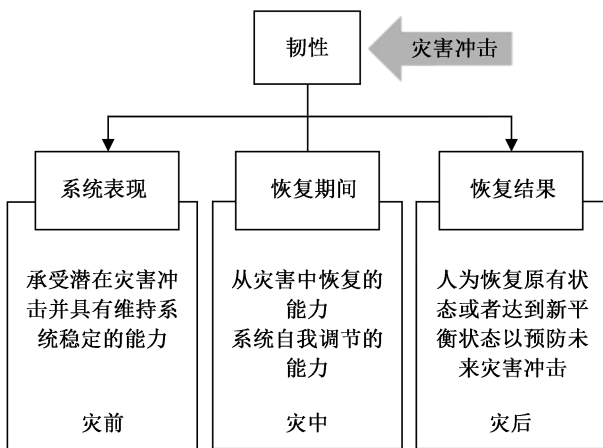 韧性
灾害冲击
系统表现
承受潜在灾害冲
击并具有维持系
统稳定的能力
灾前
恢复期间
从灾害中恢复的
能力
系统自我调节的
能力
灾中
恢复结果
人为恢复原有状
态或者达到新平
衡状态以预防未
来灾害冲击
灾后